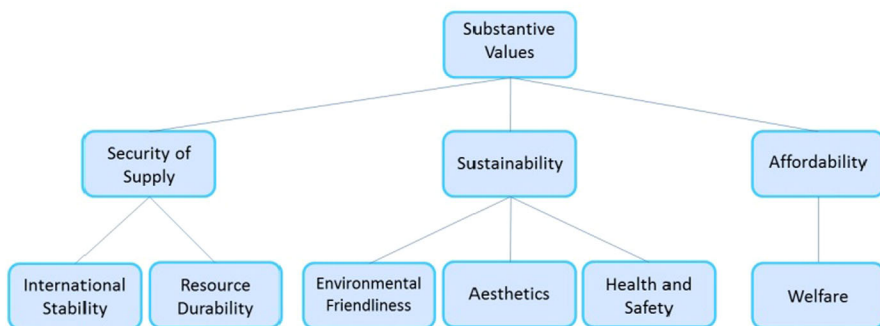 Substantive
Values
Security of
Supply
Sustainability
Affordability
International
Stability
Resource
Durability
Environmental
Friendliness
Aesthetics
Health and
Safety
Welfare